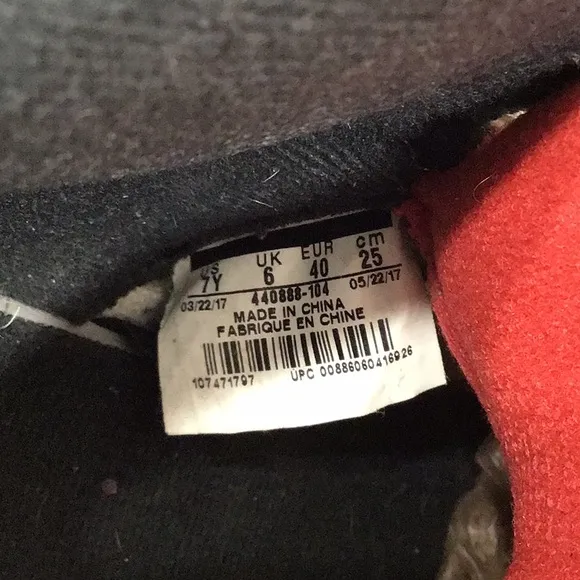 US UK EUR cm
7Y 6 40 25
03/22/17 440888-104 05/22/17
MADE IN CHINA
FABRIQUE EN CHINE
107471797 UPC 00886060416926